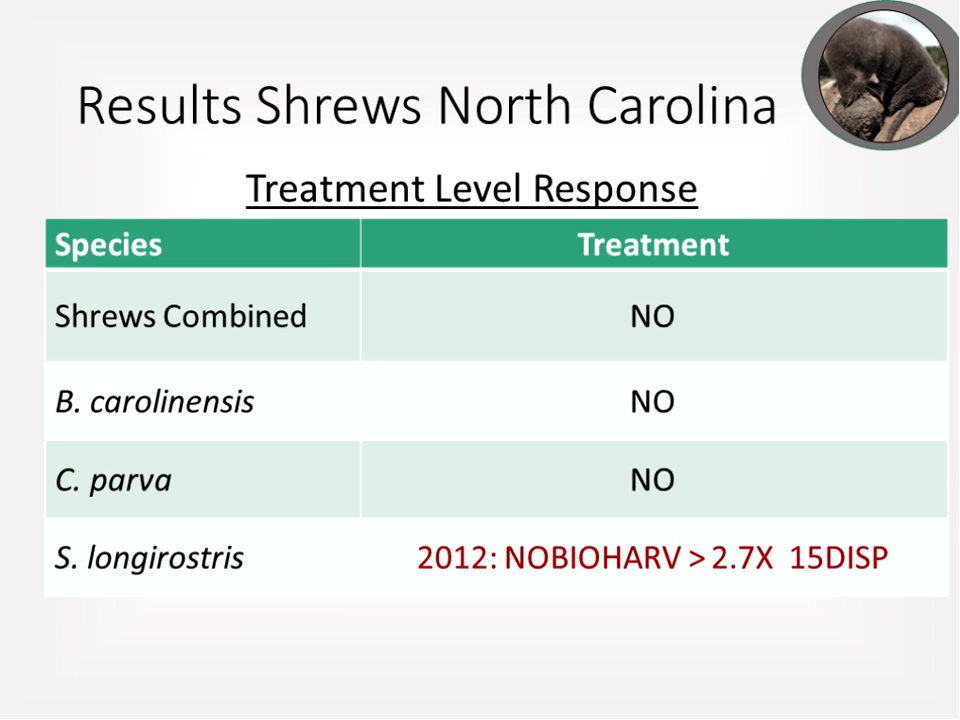 Results Shrews North Carolina
Treatment Level Response
Species Treatment
Shrews Combined NO
B. carolinensis NO
C. parva NO
S. longirostris 2012: NOBIOHARV > 2.7X 15DISP